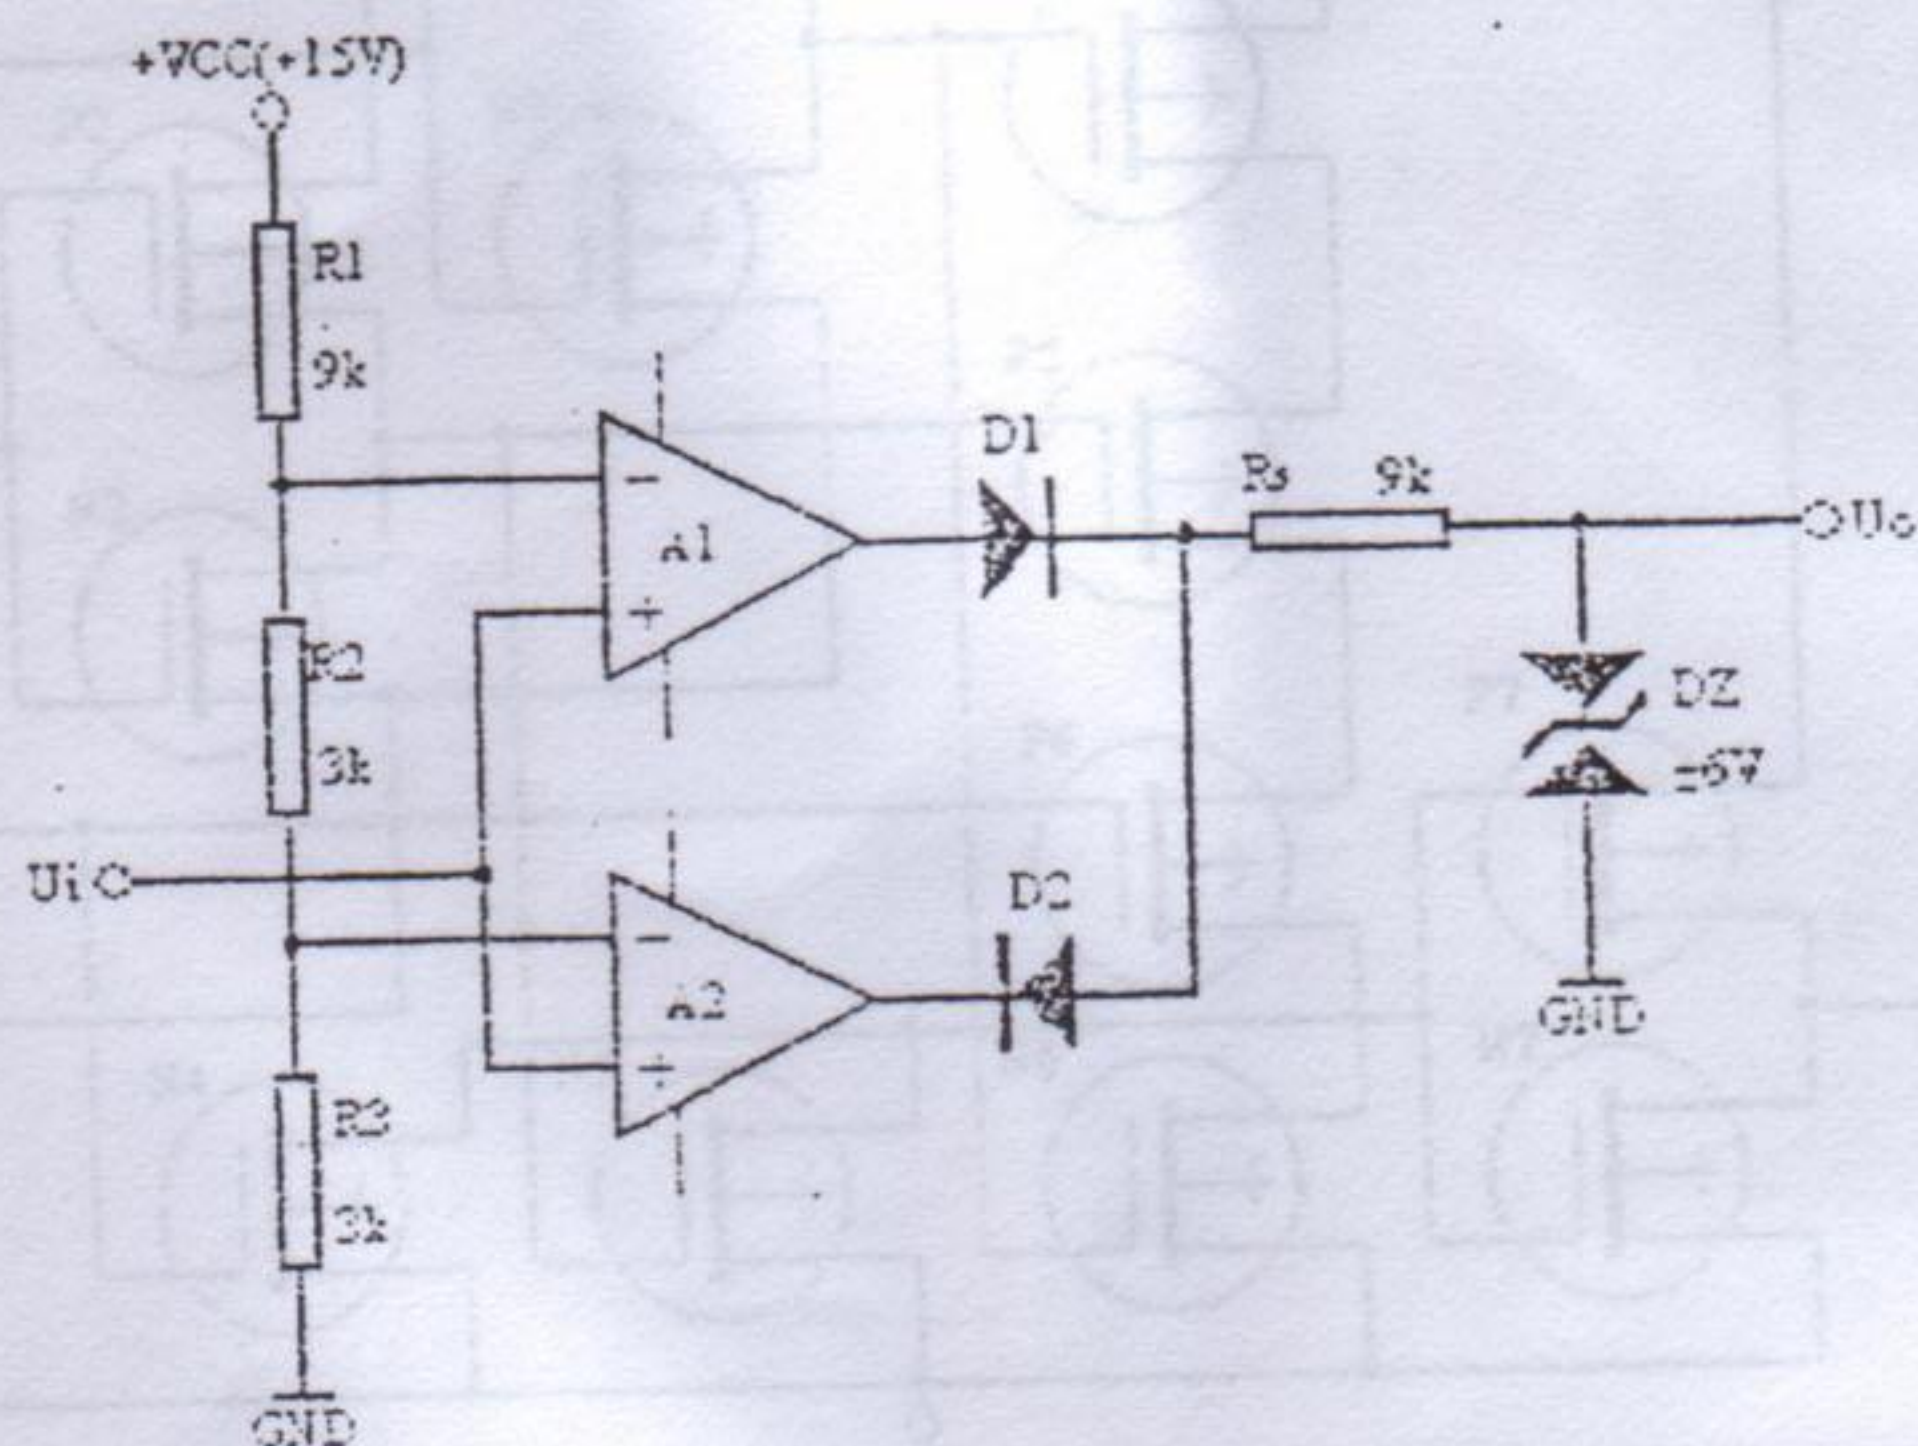 +VCC(+15V)
R1
9k
R2
3k
Ui
R3
3k
GND
A1
A2
D1
D2
Rs 9k
Uo
DZ
±6V
GND